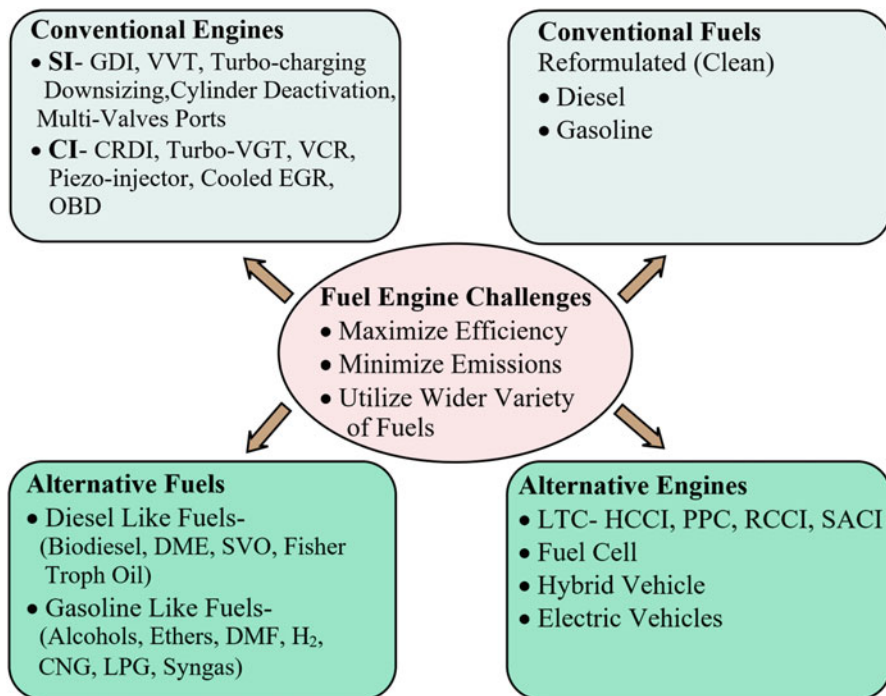 Conventional Engines
• SI- GDI, VVT, Turbo-charging
Downsizing,Cylinder Deactivation,
Multi-Valves Ports
• CI- CRDI, Turbo-VGT, VCR,
Piezo-injector, Cooled EGR,
OBD
Conventional Fuels
Reformulated (Clean)
• Diesel
• Gasoline
Fuel Engine Challenges
• Maximize Efficiency
• Minimize Emissions
• Utilize Wider Variety
of Fuels
Alternative Fuels
• Diesel Like Fuels-
(Biodiesel, DME, SVO, Fisher
Troph Oil)
• Gasoline Like Fuels-
(Alcohols, Ethers, DMF, H₂,
CNG, LPG, Syngas)
Alternative Engines
• LTC- HCCI, PPC, RCCI, SACI
• Fuel Cell
• Hybrid Vehicle
• Electric Vehicles